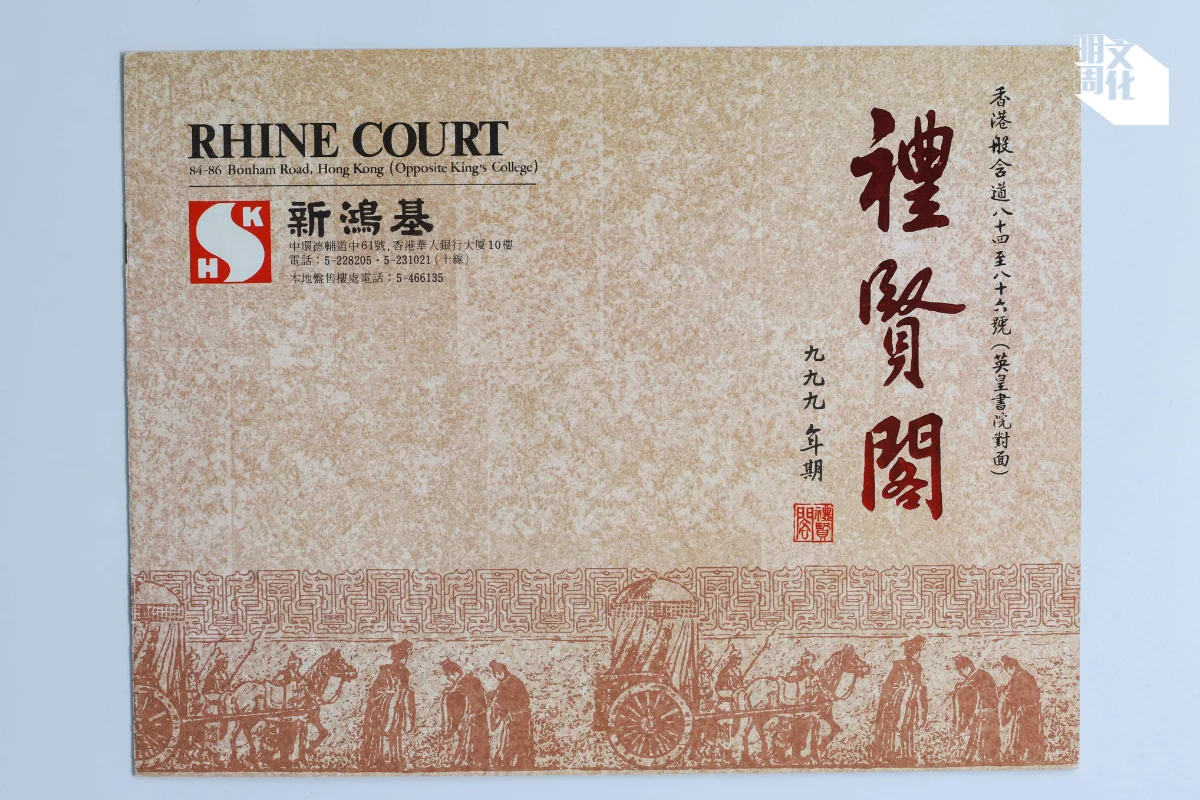 RHINE COURT
84-86 Bonham Road, Hong Kong (Opposite King's College)
SHK
新鴻基
中環德輔道中61號,香港華人銀行大廈10樓
電話:5-228205・5-231021(十線)
本地盤售樓處電話:5-466135
香港般含道八十四至八十六號(英皇書院對面)
禮賢閣
九九九年期
禮賢閣
明周文化